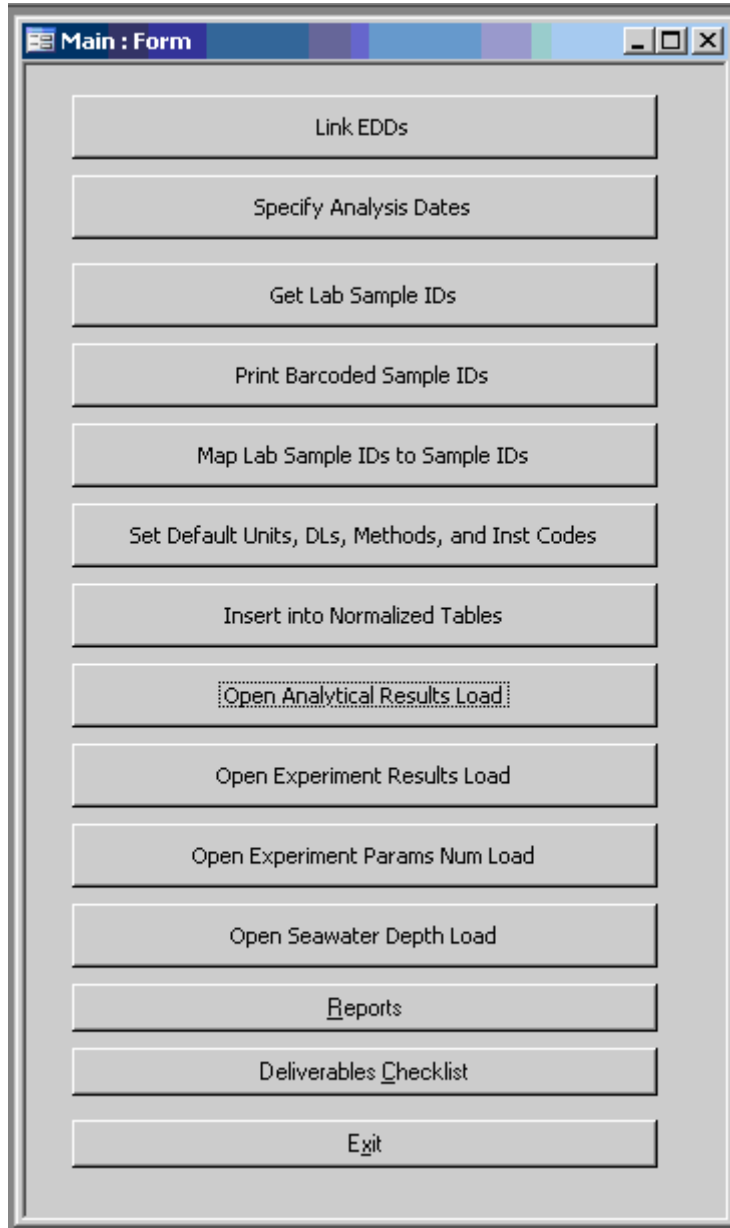 Main : Form
Link EDDs
Specify Analysis Dates
Get Lab Sample IDs
Print Barcoded Sample IDs
Map Lab Sample IDs to Sample IDs
Set Default Units, DLs, Methods, and Inst Codes
Insert into Normalized Tables
Open Analytical Results Load
Open Experiment Results Load
Open Experiment Params Num Load
Open Seawater Depth Load
Reports
Deliverables Checklist
Exit